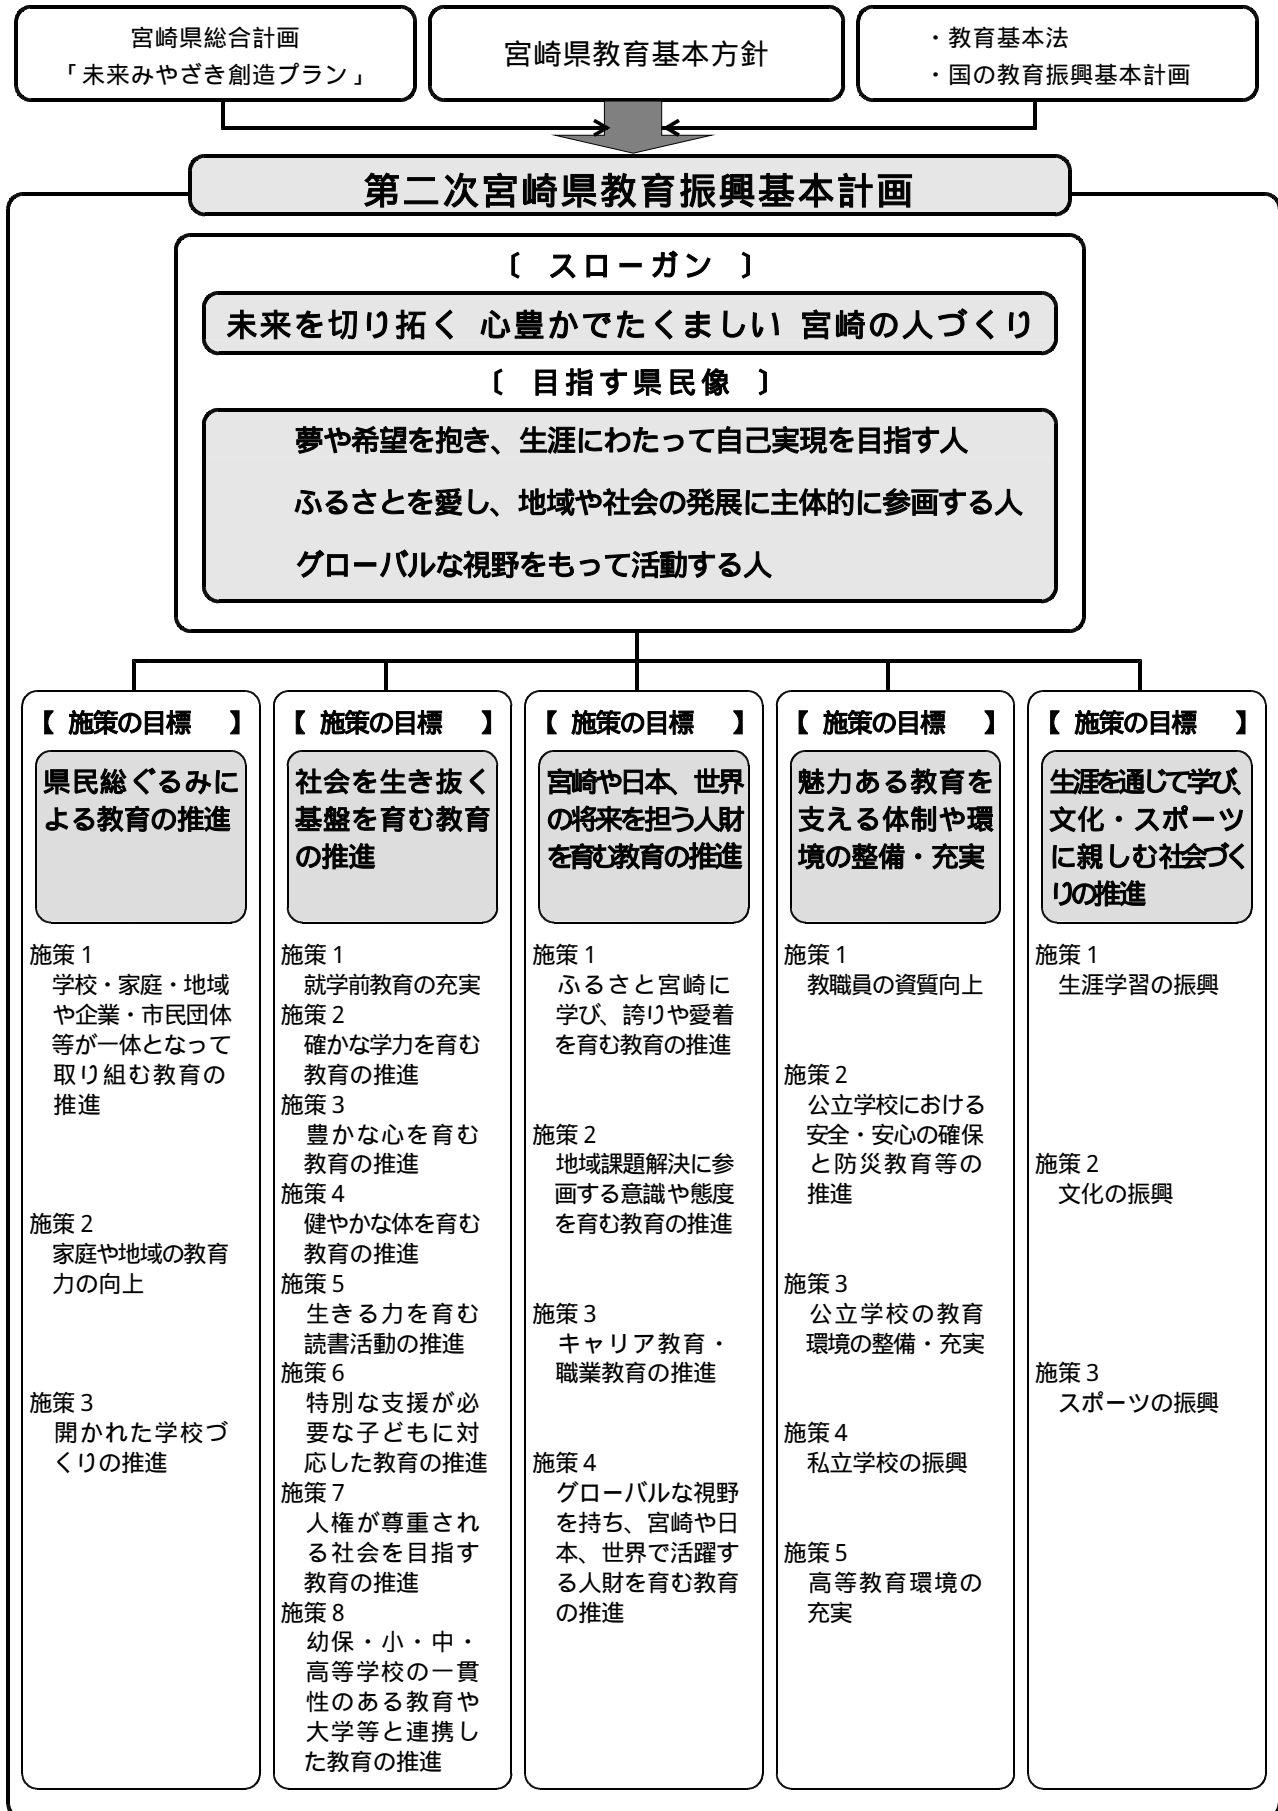 宮崎県総合計画
「未来みやざき創造プラン」
宮崎県教育基本方針
・教育基本法
・国の教育振興基本計画
第二次宮崎県教育振興基本計画
〔 スローガン 〕
未来を切り拓く 心豊かでたくましい 宮崎の人づくり
〔 目指す県民像 〕
夢や希望を抱き、生涯にわたって自己実現を目指す人
ふるさとを愛し、地域や社会の発展に主体的に参画する人
グローバルな視野をもって活動する人
【 施策の目標 】
県民総ぐるみに
よる教育の推進
施策1
学校・家庭・地域
や企業・市民団体
等が一体となって
取り組む教育の
推進
施策2
家庭や地域の教育
力の向上
施策3
開かれた学校づ
くりの推進
【 施策の目標 】
社会を生き抜く
基盤を育む教育
の推進
施策1
就学前教育の充実
施策2
確かな学力を育む
教育の推進
施策3
豊かな心を育む
教育の推進
施策4
健やかな体を育む
教育の推進
施策5
生きる力を育む
読書活動の推進
施策6
特別な支援が必
要な子どもに対
応した教育の推進
施策7
人権が尊重され
る社会を目指す
教育の推進
施策8
幼保・小・中・
高等学校の一貫
性のある教育や
大学等と連携し
た教育の推進
【 施策の目標 】
宮崎や日本、世界
の将来を担う人財
を育む教育の推進
施策1
ふるさと宮崎に
学び、誇りや愛着
を育む教育の推進
施策2
地域課題解決に参
画する意識や態度
を育む教育の推進
施策3
キャリア教育・
職業教育の推進
施策4
グローバルな視野
を持ち、宮崎や日
本、世界で活躍す
る人財を育む教育
の推進
【 施策の目標 】
魅力ある教育を
支える体制や環
境の整備・充実
施策1
教職員の資質向上
施策2
公立学校における
安全・安心の確保
と防災教育等の
推進
施策3
公立学校の教育
環境の整備・充実
施策4
私立学校の振興
施策5
高等教育環境の
充実
【 施策の目標 】
生涯を通じて学び、
文化・スポーツ
に親しむ社会づく
りの推進
施策1
生涯学習の振興
施策2
文化の振興
施策3
スポーツの振興